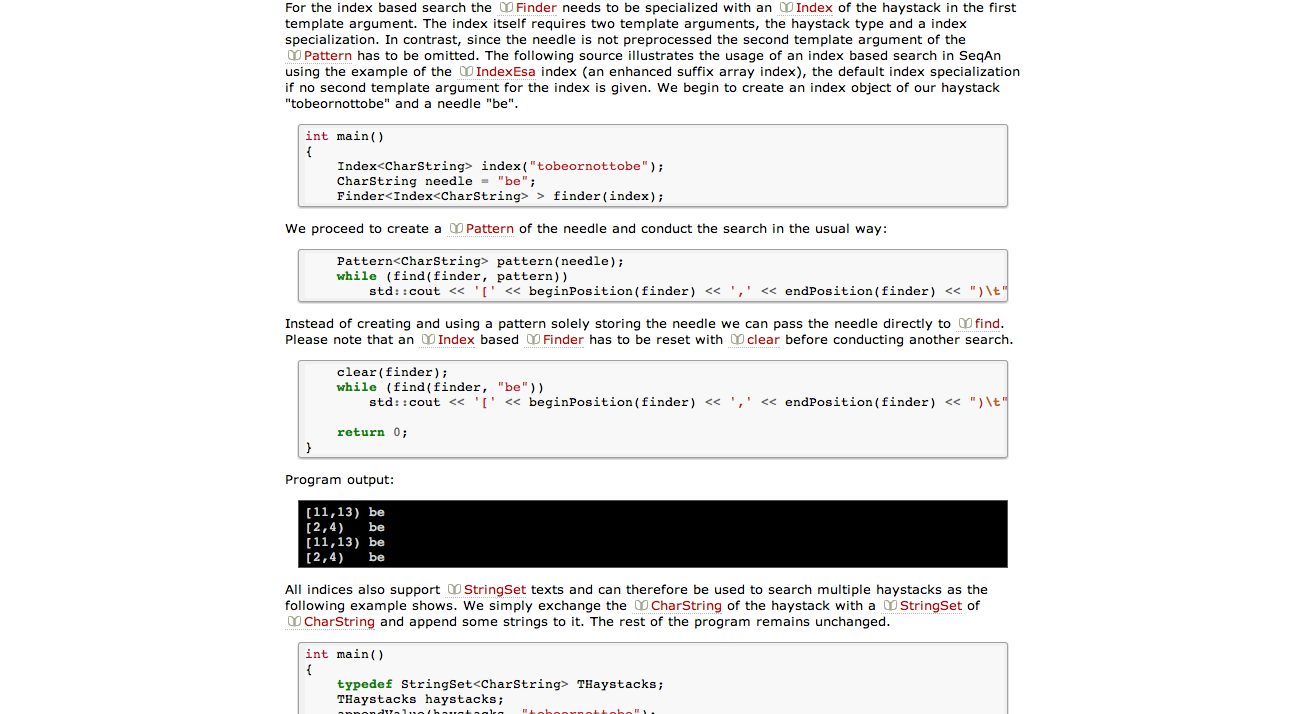 For the index based search the Finder needs to be specialized with an Index of the haystack in the first
template argument. The index itself requires two template arguments, the haystack type and a index
specialization. In contrast, since the needle is not preprocessed the second template argument of the
Pattern has to be omitted. The following source illustrates the usage of an index based search in SeqAn
using the example of the IndexEsa index (an enhanced suffix array index), the default index specialization
if no second template argument for the index is given. We begin to create an index object of our haystack
"tobeornottobe" and a needle "be".
int main()
{
    Index<CharString> index("tobeornottobe");
    CharString needle = "be";
    Finder<Index<CharString> > finder(index);
We proceed to create a Pattern of the needle and conduct the search in the usual way:
    Pattern<CharString> pattern(needle);
    while (find(finder, pattern))
        std::cout << '[' << beginPosition(finder) << ',' << endPosition(finder) << ")\t"
Instead of creating and using a pattern solely storing the needle we can pass the needle directly to find.
Please note that an Index based Finder has to be reset with clear before conducting another search.
    clear(finder);
    while (find(finder, "be"))
        std::cout << '[' << beginPosition(finder) << ',' << endPosition(finder) << ")\t"
    return 0;
}
Program output:
[11,13) be
[2,4)   be
[11,13) be
[2,4)   be
All indices also support StringSet texts and can therefore be used to search multiple haystacks as the
following example shows. We simply exchange the CharString of the haystack with a StringSet of
CharString and append some strings to it. The rest of the program remains unchanged.
int main()
{
    typedef StringSet<CharString> THaystacks;
    THaystacks haystacks;
    appendValue(haystacks, "tobeornottobe");